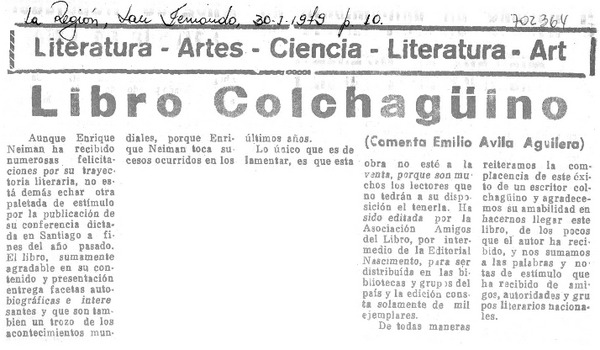 La Región, San Fernando, 30-I-1979 p. 10.
702364
Literatura - Artes - Ciencia - Literatura - Art
Libro Colchagüino
Aunque Enrique
Neiman ha recibido
numerosas felicita-
ciones por su trayec-
toria literaria, no es-
tá demás echar otra
paletada de estímulo
por la publicación de
su conferencia dicta-
da en Santiago a fi-
nes del año pasado.
El libro, sumamente
agradable en su con-
tenido y presentación
entrega facetas auto-
biográficas e intere
santes y que son tam-
bien un trozo de los
acontecimientos mun-
diales, porque Enri-
que Neiman toca su-
cesos ocurridos en los
últimos años.
Lo único que es de
lamentar, es que esta
(Comenta Emilio Avila Aguilera)
obra no esté a la
venta, porque son mu-
chos los lectores que
no tendrán a su dispo-
sición el tenerla. Ha
sido editada por la
Asociación Amigos
del Libro, por inter-
medio de la Editorial
Nascimento, para ser
distribuída en las bi-
bliotecas y grupos del
país y la edición cons-
ta solamente de mil
ejemplares.
De todas maneras
reiteramos la com-
placencia de este éxi-
to de un escritor col-
chagüino y agradece-
mos su amabilidad en
hacernos llegar este
libro, de los pocos
que el autor ha reci-
bido, y nos sumamos
a las palabras y no-
tas de estímulo que
ha recibido de ami-
gos, autoridades y gru
pos literarios naciona-
les.